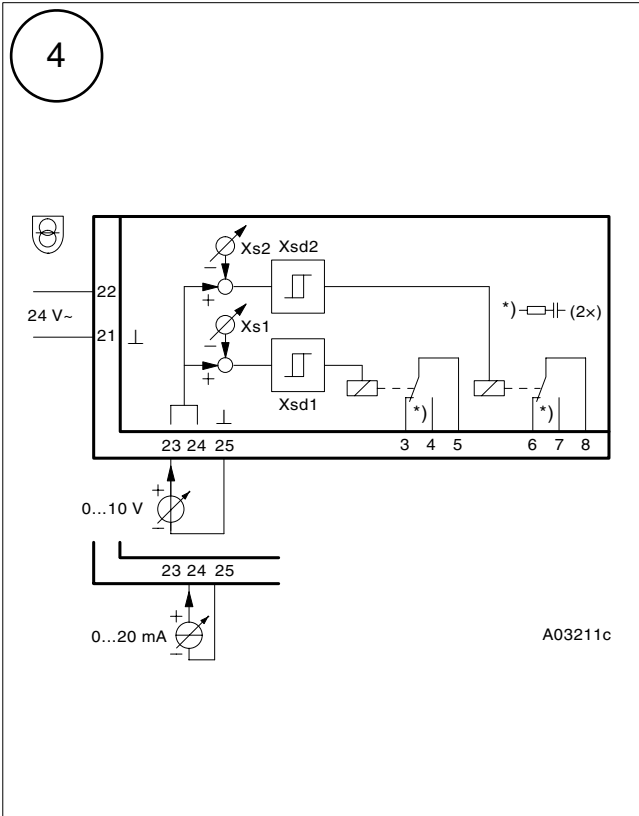 4
Xs2 Xsd2
− +
22
24 V~
*) (2×)
21 ⊥
Xs1
− +
Xsd1
*) *)
⊥
23 24 25 3 4 5 6 7 8
+
0...10 V
−
23 24 25
+
0...20 mA
−
A03211c